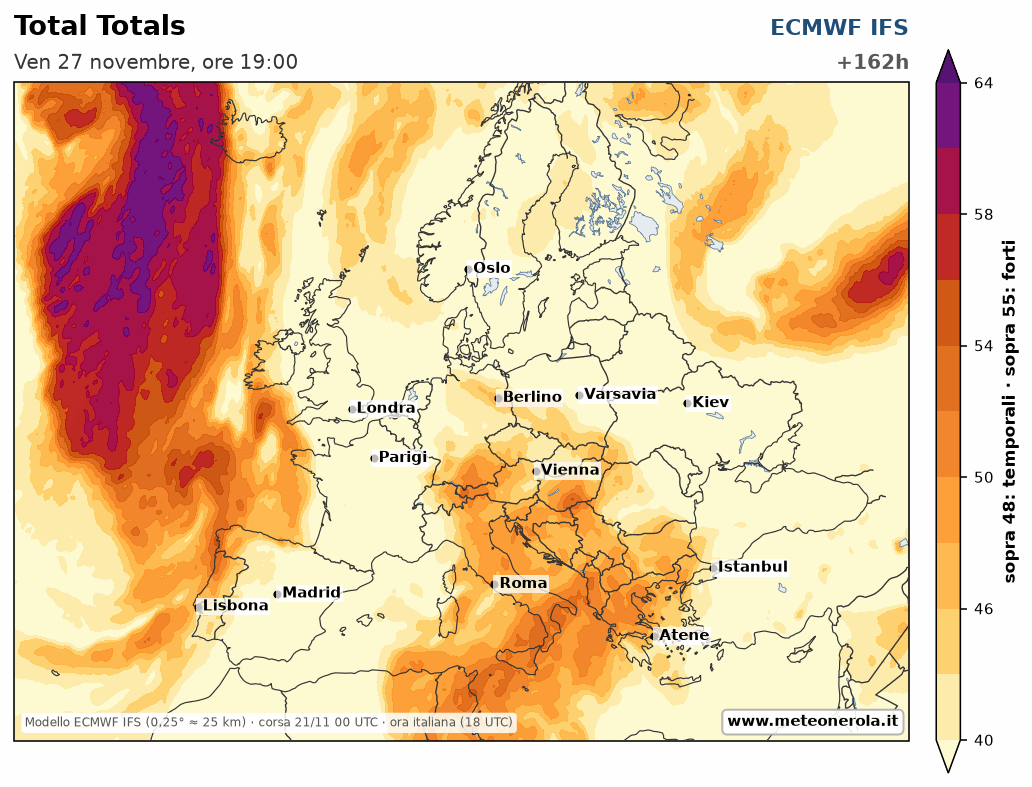 Total Totals
ECMWF IFS
Ven 27 novembre, ore 19:00
+162h
64
58
54
50
46
40
sopra 48: temporali · sopra 55: forti
Oslo
Berlino
Varsavia
Kiev
Londra
Parigi
Vienna
Istanbul
Roma
Madrid
Lisbona
Atene
Modello ECMWF IFS (0,25° ≈ 25 km) · corsa 21/11 00 UTC · ora italiana (18 UTC)
www.meteonerola.it